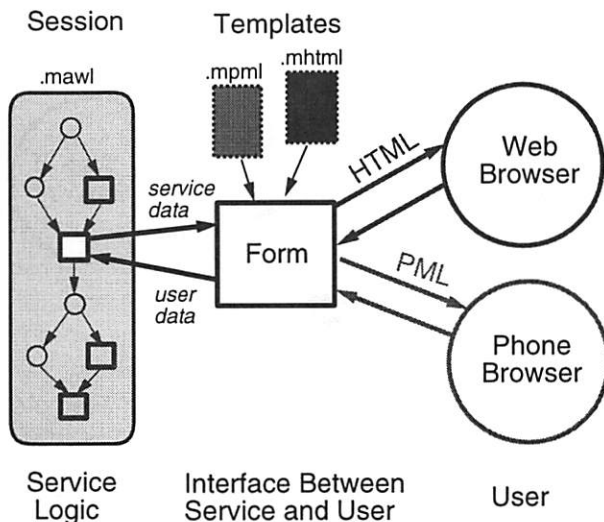 Session
Templates
.mawl
.mpml
.mhtml
HTML
Web
Browser
service
data
Form
PML
user
data
Phone
Browser
Service
Logic
Interface Between
Service and User
User